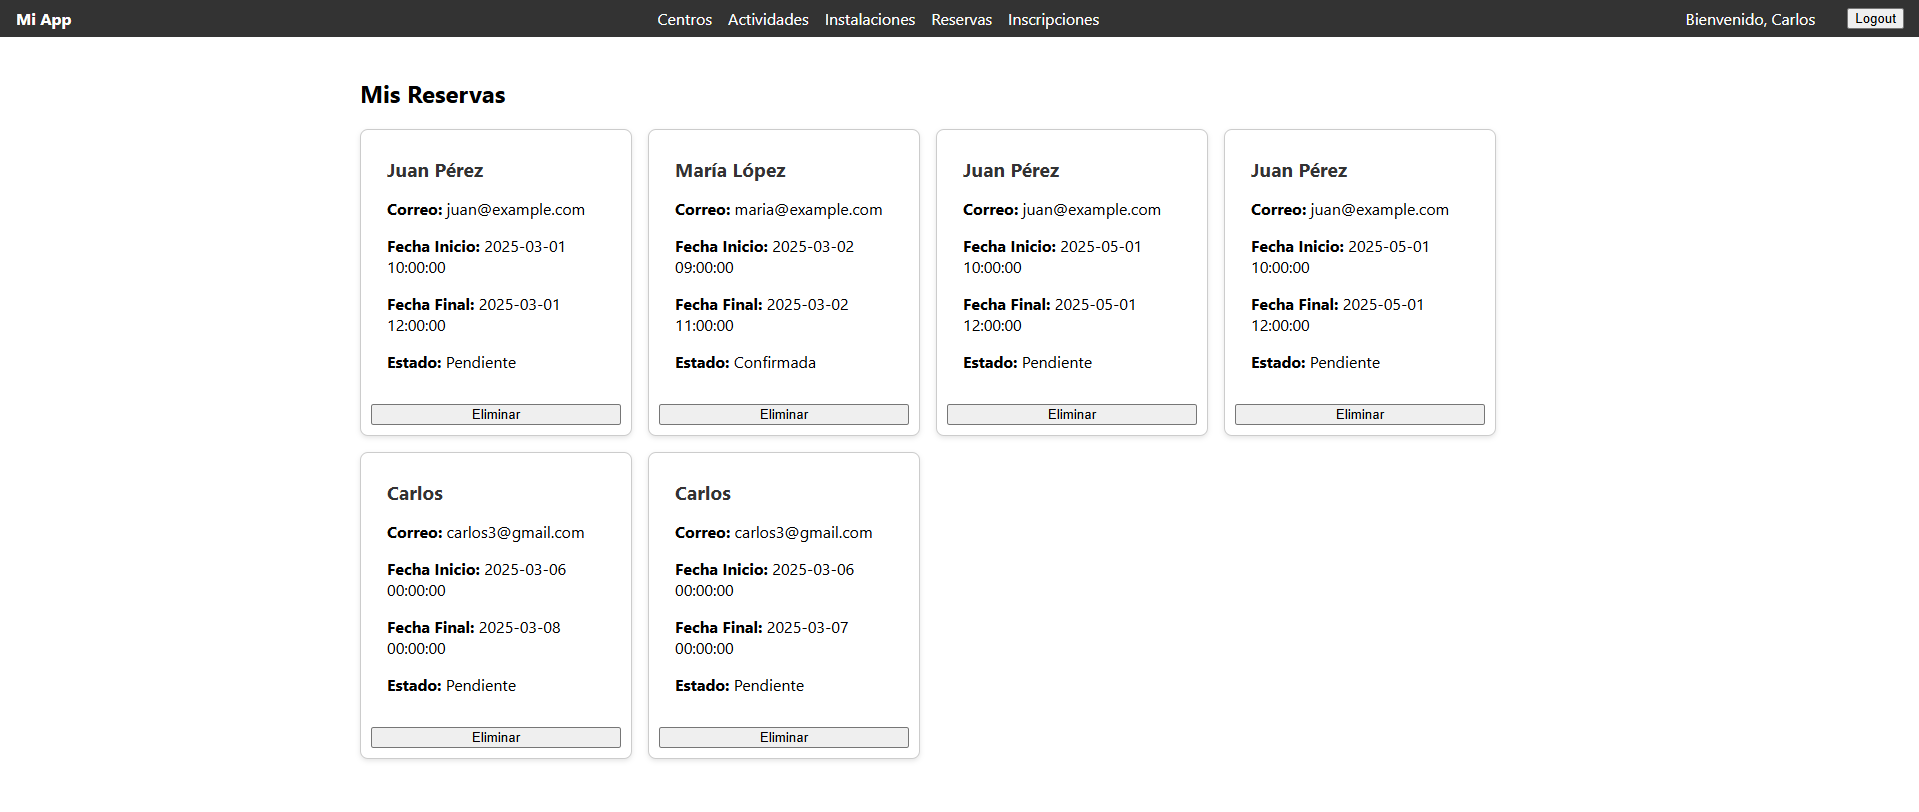 Mi App
Centros Actividades Instalaciones Reservas Inscripciones
Bienvenido, Carlos
Logout
Mis Reservas
Juan Pérez
Correo: juan@example.com
Fecha Inicio: 2025-03-01
10:00:00
Fecha Final: 2025-03-01
12:00:00
Estado: Pendiente
Eliminar
María López
Correo: maria@example.com
Fecha Inicio: 2025-03-02
09:00:00
Fecha Final: 2025-03-02
11:00:00
Estado: Confirmada
Eliminar
Juan Pérez
Correo: juan@example.com
Fecha Inicio: 2025-05-01
10:00:00
Fecha Final: 2025-05-01
12:00:00
Estado: Pendiente
Eliminar
Juan Pérez
Correo: juan@example.com
Fecha Inicio: 2025-05-01
10:00:00
Fecha Final: 2025-05-01
12:00:00
Estado: Pendiente
Eliminar
Carlos
Correo: carlos3@gmail.com
Fecha Inicio: 2025-03-06
00:00:00
Fecha Final: 2025-03-08
00:00:00
Estado: Pendiente
Eliminar
Carlos
Correo: carlos3@gmail.com
Fecha Inicio: 2025-03-06
00:00:00
Fecha Final: 2025-03-07
00:00:00
Estado: Pendiente
Eliminar